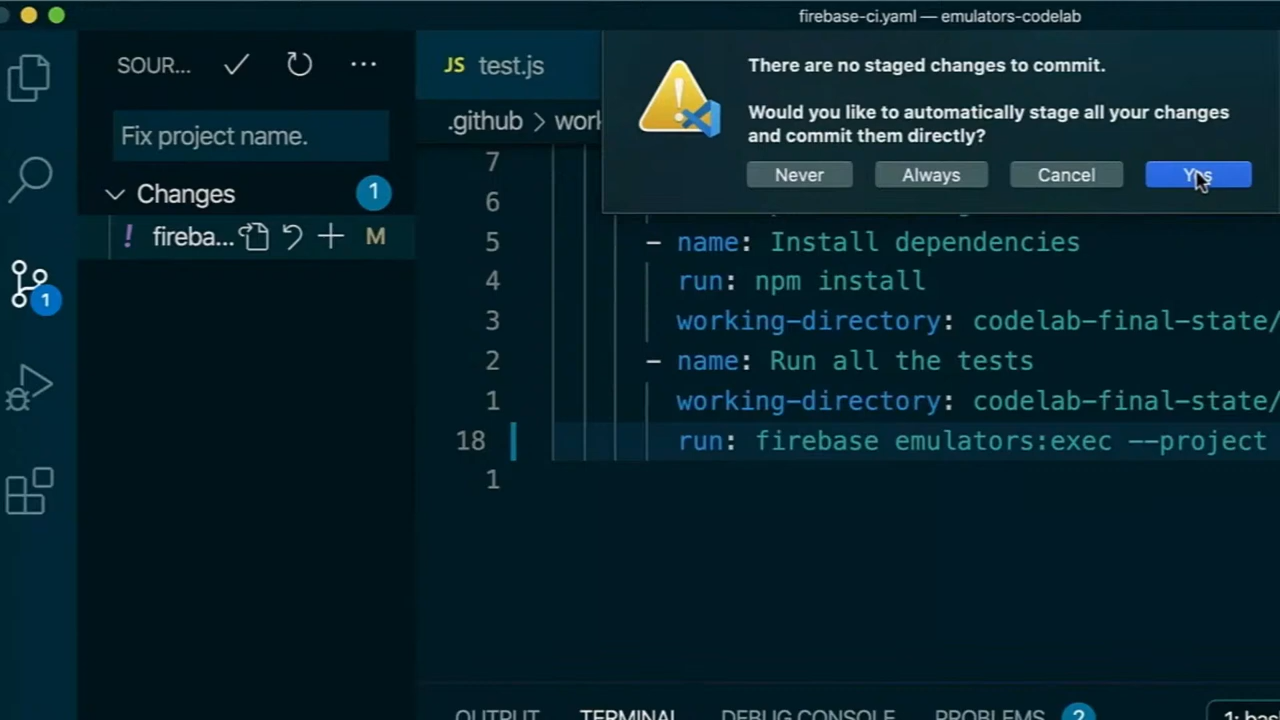 firebase-ci.yaml — emulators-codelab
SOUR...
Fix project name.
Changes
1
fireba...
M
1
JS test.js
.github > work
There are no staged changes to commit.
Would you like to automatically stage all your changes
and commit them directly?
Never
Always
Cancel
Yes
7
6
5 - name: Install dependencies
4 run: npm install
3 working-directory: codelab-final-state/
2 - name: Run all the tests
1 working-directory: codelab-final-state/
18 run: firebase emulators:exec --project
1
OUTPUT TERMINAL DEBUG CONSOLE PROBLEMS 2